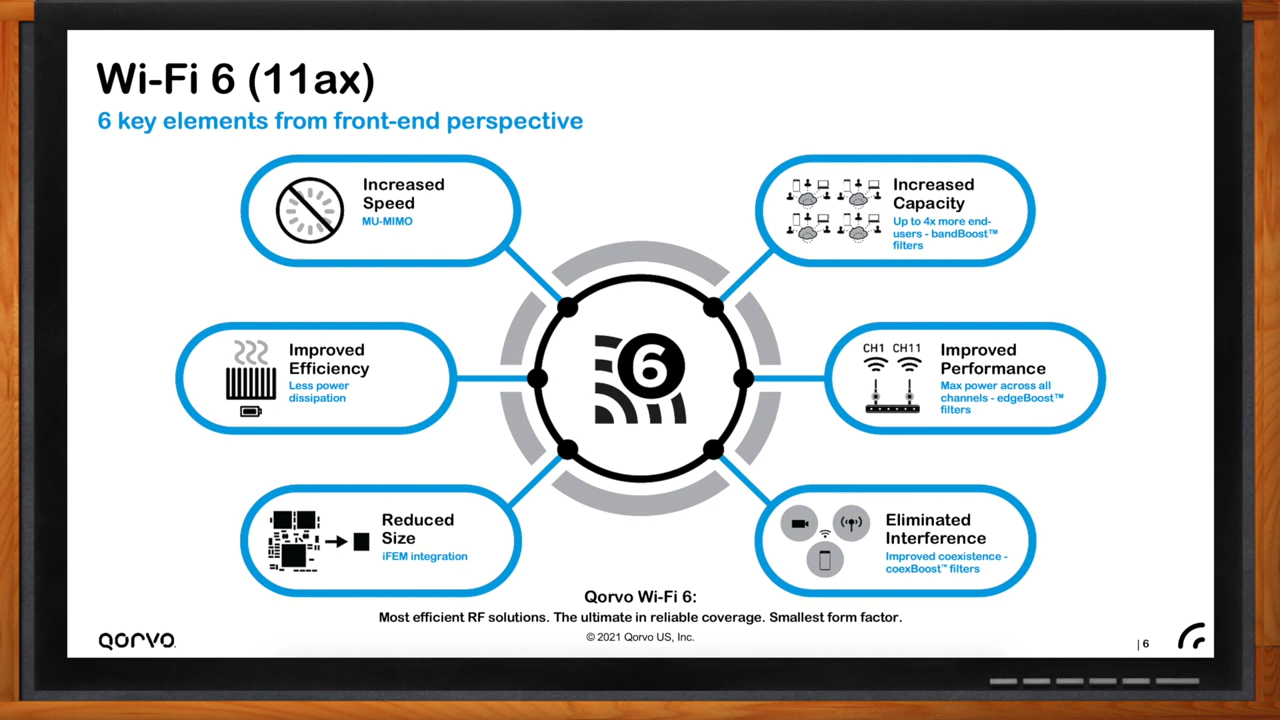 Wi-Fi 6 (11ax)
6 key elements from front-end perspective
Increased
Speed
MU-MIMO
Increased
Capacity
Up to 4x more end-
users - bandBoost™
filters
Improved
Efficiency
Less power
dissipation
6
CH1 CH11
Improved
Performance
Max power across all
channels - edgeBoost™
filters
Reduced
Size
iFEM integration
Eliminated
Interference
Improved coexistence -
coexBoost™ filters
Qorvo Wi-Fi 6:
Most efficient RF solutions. The ultimate in reliable coverage. Smallest form factor.
© 2021 Qorvo US, Inc.
QORVO
| 6